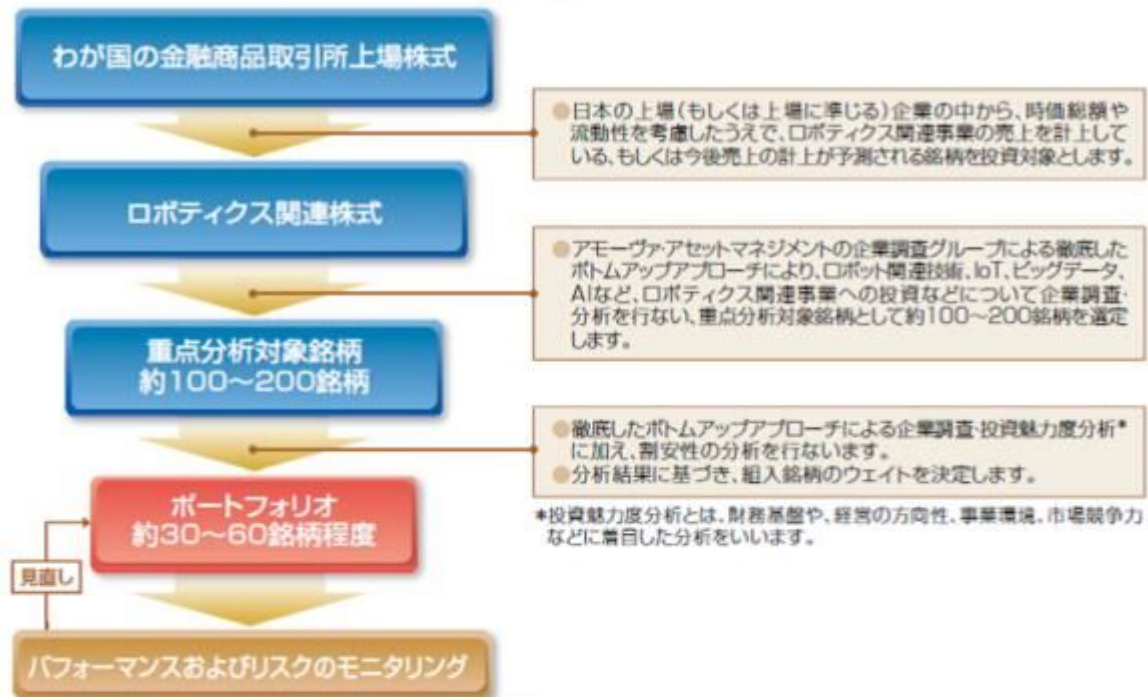 わが国の金融商品取引所上場株式
●日本の上場(もしくは上場に準じる)企業の中から、時価総額や
流動性を考慮したうえで、ロボティクス関連事業の売上を計上して
いる、もしくは今後売上の計上が予測される銘柄を投資対象とします。
ロボティクス関連株式
●アモーヴァ・アセットマネジメントの企業調査グループによる徹底した
ボトムアップアプローチにより、ロボット関連技術、IoT、ビッグデータ、
AIなど、ロボティクス関連事業への投資などについて企業調査・
分析を行ない、重点分析対象銘柄として約100～200銘柄を選定
します。
重点分析対象銘柄
約100～200銘柄
●徹底したボトムアップアプローチによる企業調査・投資魅力度分析*
に加え、割安性の分析を行ないます。
●分析結果に基づき、組入銘柄のウェイトを決定します。
ポートフォリオ
約30～60銘柄程度
*投資魅力度分析とは、財務基盤や、経営の方向性、事業環境、市場競争力
などに着目した分析をいいます。
見直し
パフォーマンスおよびリスクのモニタリング